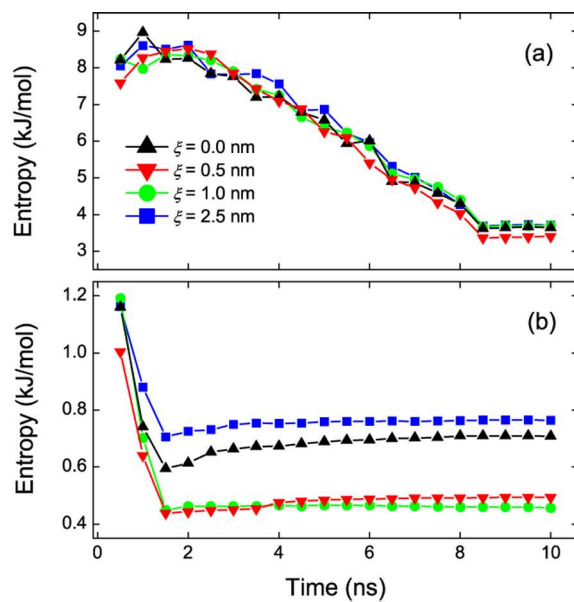 9
8
7
6
5
4
3
Entropy (kJ/mol)
(a)
ξ = 0.0 nm
ξ = 0.5 nm
ξ = 1.0 nm
ξ = 2.5 nm
1.2
1.0
0.8
0.6
0.4
Entropy (kJ/mol)
(b)
0 2 4 6 8 10
Time (ns)